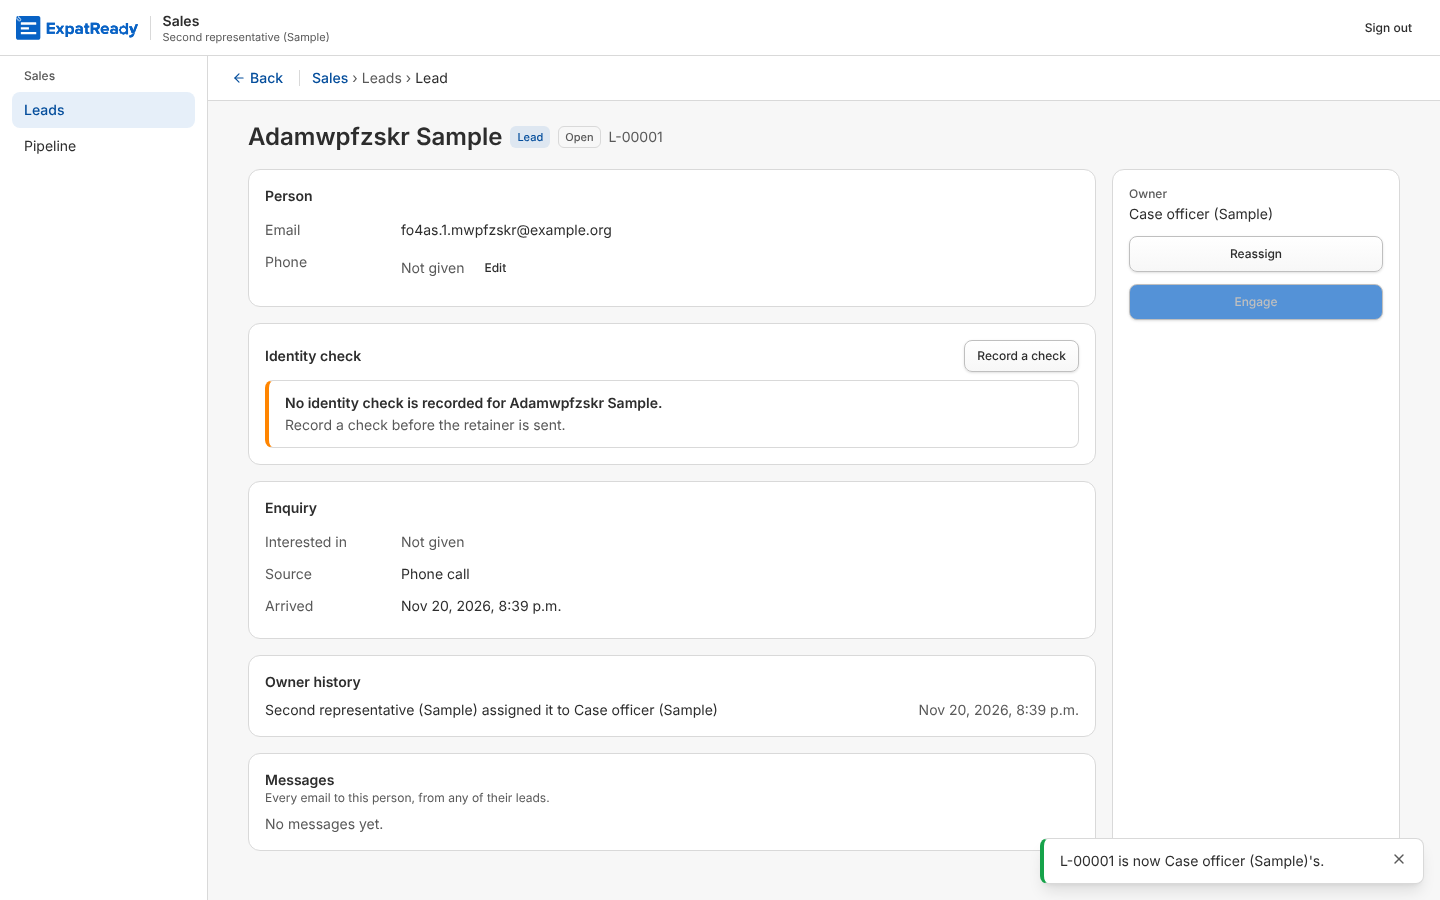 ExpatReady
Sales
Second representative (Sample)
Sign out
Sales
Leads
Pipeline
← Back
Sales › Leads › Lead
Adamwpfzskr Sample Lead Open L-00001
Person
Email fo4as.1.mwpfzskr@example.org
Phone Not given Edit
Identity check Record a check
No identity check is recorded for Adamwpfzskr Sample.
Record a check before the retainer is sent.
Enquiry
Interested in Not given
Source Phone call
Arrived Nov 20, 2026, 8:39 p.m.
Owner history
Second representative (Sample) assigned it to Case officer (Sample) Nov 20, 2026, 8:39 p.m.
Messages
Every email to this person, from any of their leads.
No messages yet.
Owner
Case officer (Sample)
Reassign
Engage
L-00001 is now Case officer (Sample)'s.